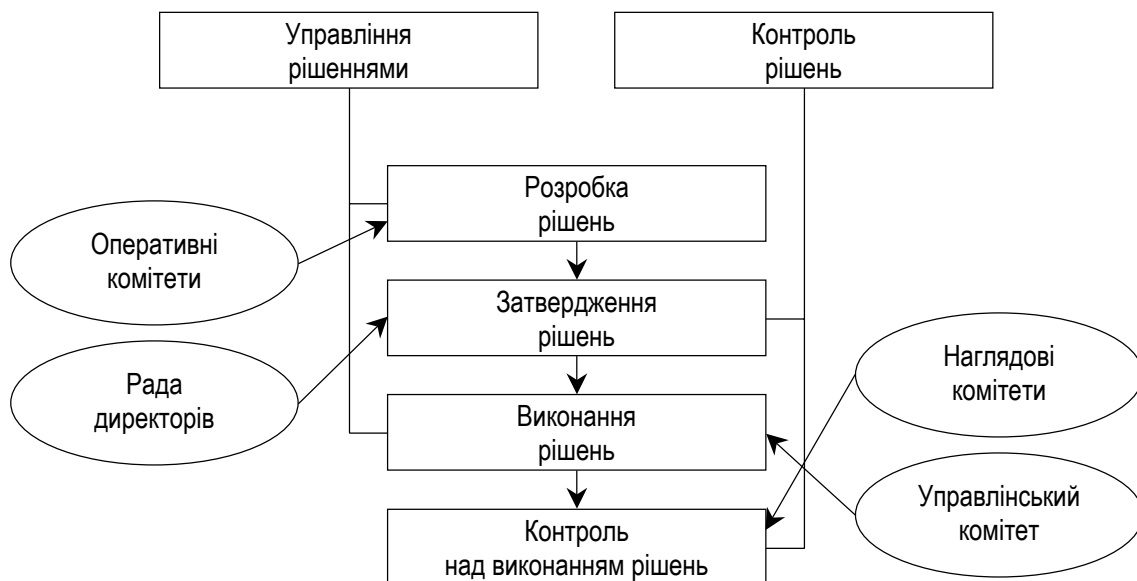 Управління
рішеннями
Контроль
рішень
Розробка
рішень
Оперативні
комітети
Затвердження
рішень
Рада
директорів
Наглядові
комітети
Виконання
рішень
Управлінський
комітет
Контроль
над виконанням рішень